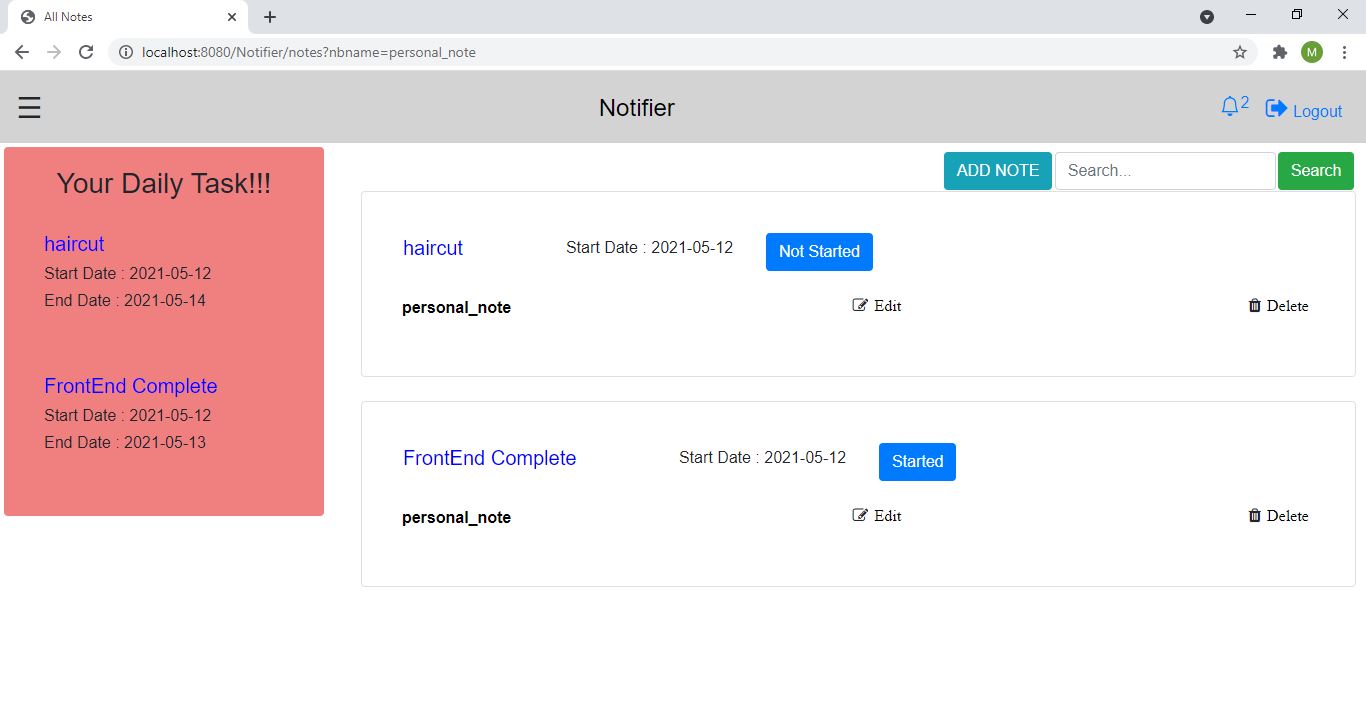 All Notes
localhost:8080/Notifier/notes?nbname=personal_note
M
Notifier
2
Logout
Your Daily Task!!!
haircut
Start Date : 2021-05-12
End Date : 2021-05-14
FrontEnd Complete
Start Date : 2021-05-12
End Date : 2021-05-13
ADD NOTE Search... Search
haircut Start Date : 2021-05-12 Not Started
personal_note Edit Delete
FrontEnd Complete Start Date : 2021-05-12 Started
personal_note Edit Delete